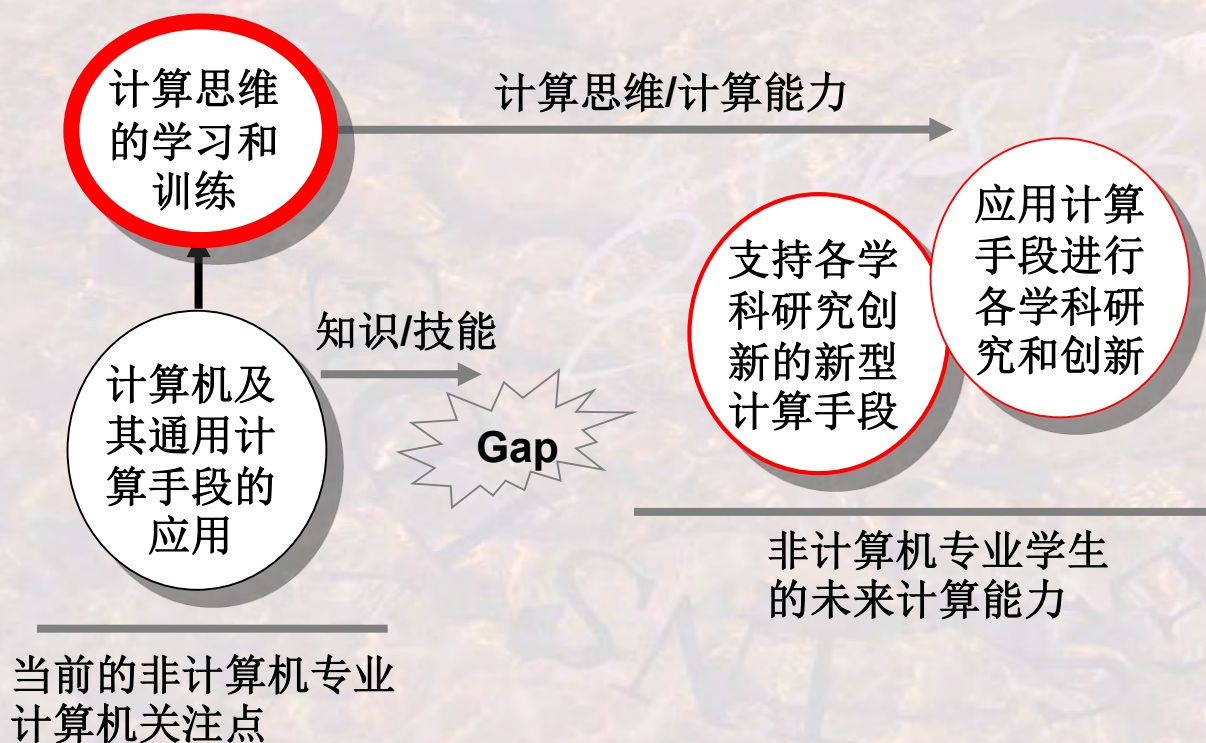 计算思维
的学习和
训练
计算思维/计算能力
应用计算
手段进行
各学科研
究和创新
支持各学
科研究创
新的新型
计算手段
知识/技能
计算机及
其通用计
算手段的
应用
Gap
非计算机专业学生
的未来计算能力
当前的非计算机专业
计算机关注点